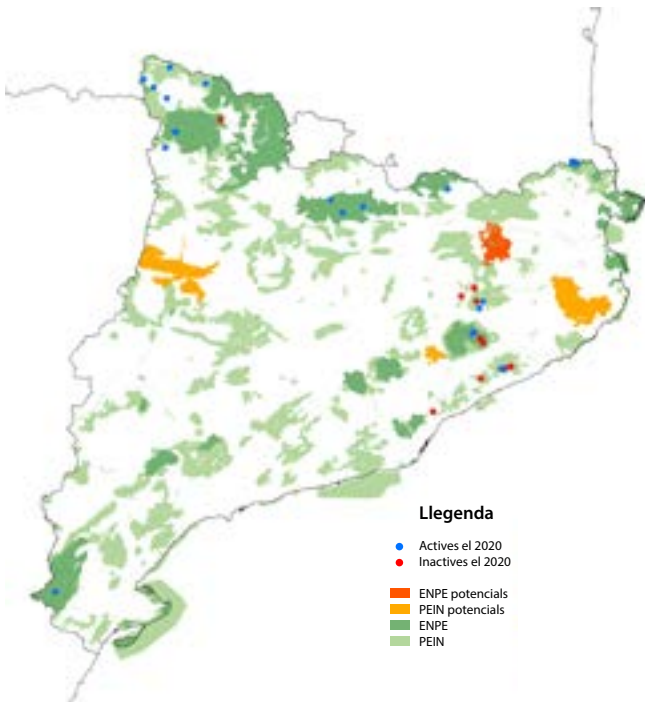 Llegenda
Actives el 2020
Inactives el 2020
ENPE potencials
PEIN potencials
ENPE
PEIN